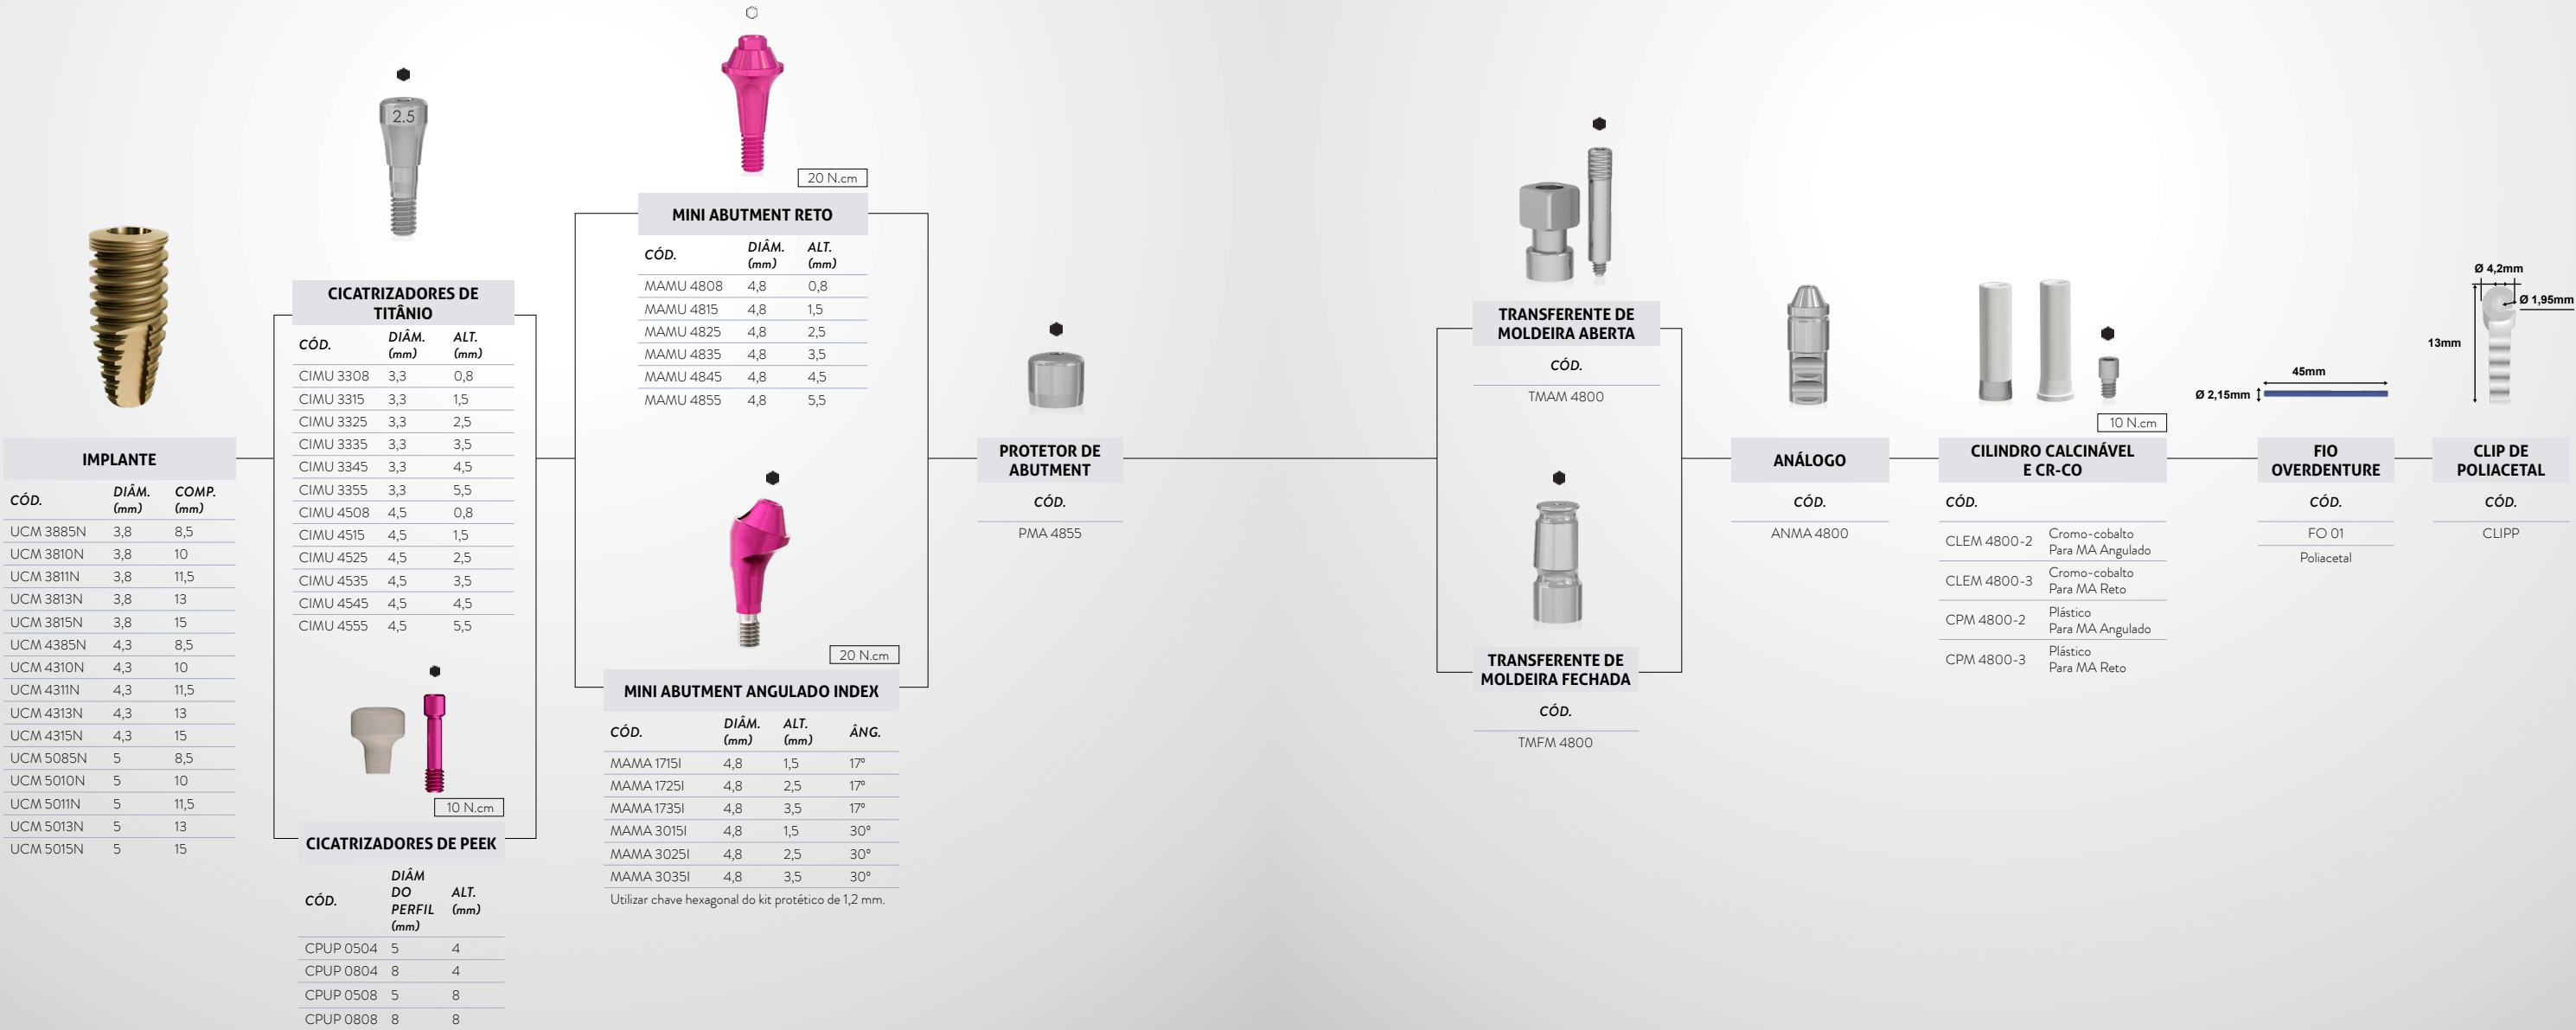 2.5
20 N.cm
MINI ABUTMENT RETO
CÓD. DIÂM. (mm) ALT. (mm)
MAMU 4808 4,8 0,8
MAMU 4815 4,8 1,5
MAMU 4825 4,8 2,5
MAMU 4835 4,8 3,5
MAMU 4845 4,8 4,5
MAMU 4855 4,8 5,5
IMPLANTE
CÓD. DIÂM. (mm) COMP. (mm)
UCM 3885N 3,8 8,5
UCM 3810N 3,8 10
UCM 3811N 3,8 11,5
UCM 3813N 3,8 13
UCM 3815N 3,8 15
UCM 4385N 4,3 8,5
UCM 4310N 4,3 10
UCM 4311N 4,3 11,5
UCM 4313N 4,3 13
UCM 4315N 4,3 15
UCM 5085N 5 8,5
UCM 5010N 5 10
UCM 5011N 5 11,5
UCM 5013N 5 13
UCM 5015N 5 15
CICATRIZADORES DE
TITÂNIO
CÓD. DIÂM. (mm) ALT. (mm)
CIMU 3308 3,3 0,8
CIMU 3315 3,3 1,5
CIMU 3325 3,3 2,5
CIMU 3335 3,3 3,5
CIMU 3345 3,3 4,5
CIMU 3355 3,3 5,5
CIMU 4508 4,5 0,8
CIMU 4515 4,5 1,5
CIMU 4525 4,5 2,5
CIMU 4535 4,5 3,5
CIMU 4545 4,5 4,5
CIMU 4555 4,5 5,5
10 N.cm
CICATRIZADORES DE PEEK
CÓD. DIÂM DO PERFIL (mm) ALT. (mm)
CPUP 0504 5 4
CPUP 0804 8 4
CPUP 0508 5 8
CPUP 0808 8 8
20 N.cm
MINI ABUTMENT ANGULADO INDEX
CÓD. DIÂM. (mm) ALT. (mm) ÂNG.
MAMA 1715I 4,8 1,5 17º
MAMA 1725I 4,8 2,5 17º
MAMA 1735I 4,8 3,5 17º
MAMA 3015I 4,8 1,5 30º
MAMA 3025I 4,8 2,5 30º
MAMA 3035I 4,8 3,5 30º
Utilizar chave hexagonal do kit protético de 1,2 mm.
PROTETOR DE
ABUTMENT
CÓD.
PMA 4855
TRANSFERENTE DE
MOLDEIRA ABERTA
CÓD.
TMAM 4800
TRANSFERENTE DE
MOLDEIRA FECHADA
CÓD.
TMFM 4800
ANÁLOGO
CÓD.
ANMA 4800
10 N.cm
CILINDRO CALCINÁVEL
E CR-CO
CÓD.
CLEM 4800-2 Cromo-cobalto
Para MA Angulado
CLEM 4800-3 Cromo-cobalto
Para MA Reto
CPM 4800-2 Plástico
Para MA Angulado
CPM 4800-3 Plástico
Para MA Reto
45mm
Ø 2,15mm
FIO
OVERDENTURE
CÓD.
FO 01
Poliacetal
Ø 4,2mm
Ø 1,95mm
13mm
CLIP DE
POLIACETAL
CÓD.
CLIPP